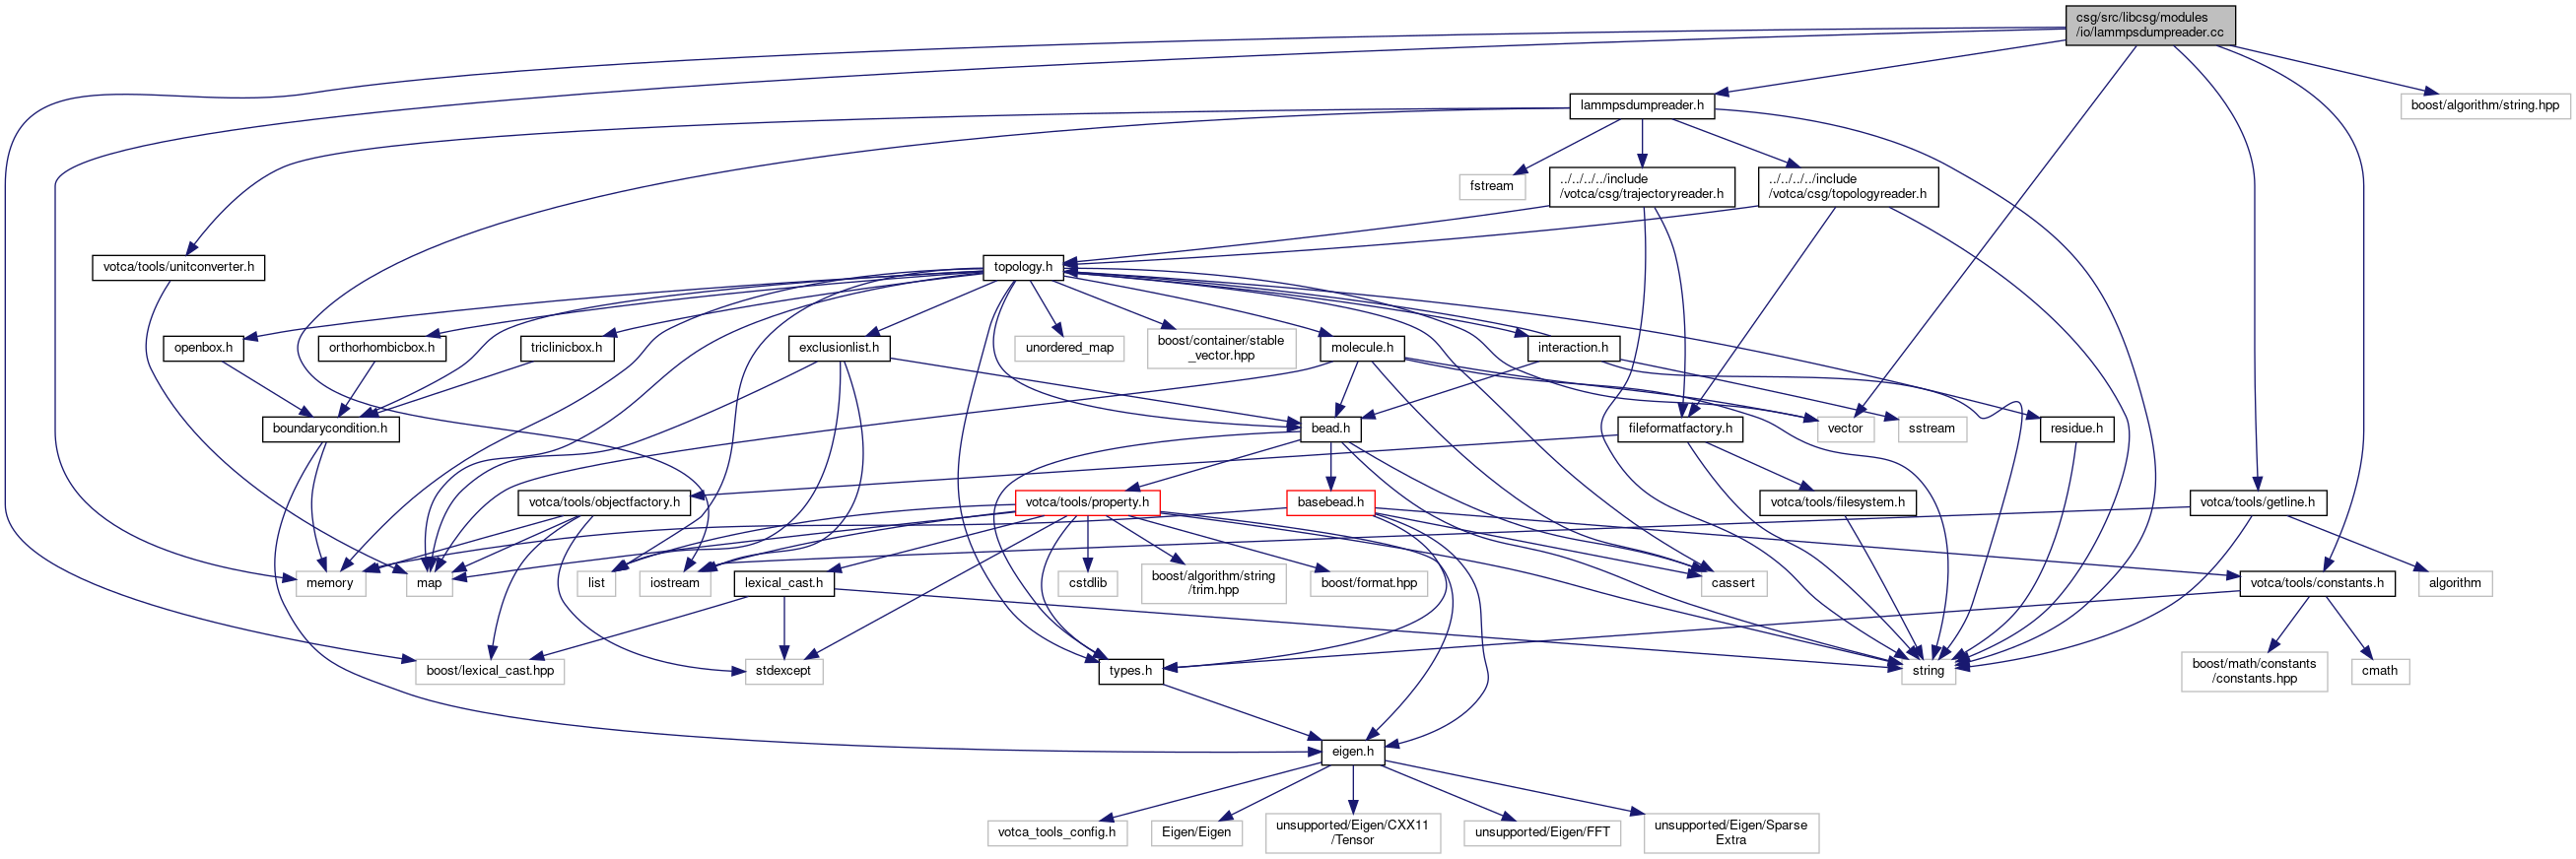 csg/src/libcsg/modules
/io/lammpsdumpreader.cc
lammpsdumpreader.h
boost/algorithm/string.hpp
fstream
../../../../include
/votca/csg/trajectoryreader.h
../../../../include
/votca/csg/topologyreader.h
votca/tools/unitconverter.h
topology.h
openbox.h
orthorhombicbox.h
triclinicbox.h
exclusionlist.h
unordered_map
boost/container/stable
_vector.hpp
molecule.h
interaction.h
boundarycondition.h
bead.h
fileformatfactory.h
vector
sstream
residue.h
votca/tools/objectfactory.h
votca/tools/property.h
basebead.h
votca/tools/filesystem.h
votca/tools/getline.h
memory
map
list
iostream
lexical_cast.h
cstdlib
boost/algorithm/string
/trim.hpp
boost/format.hpp
cassert
votca/tools/constants.h
algorithm
boost/lexical_cast.hpp
stdexcept
types.h
string
boost/math/constants
/constants.hpp
cmath
eigen.h
votca_tools_config.h
Eigen/Eigen
unsupported/Eigen/CXX11
/Tensor
unsupported/Eigen/FFT
unsupported/Eigen/Sparse
Extra